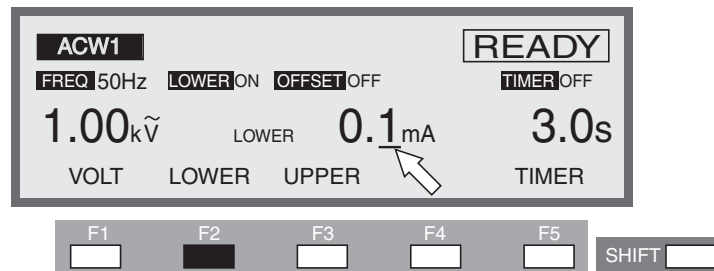 ACW1 READY
FREQ 50Hz LOWER ON OFFSET OFF TIMER OFF
1.00kṼ LOWER 0.1mA 3.0s
VOLT LOWER UPPER TIMER
F1 F2 F3 F4 F5
SHIFT